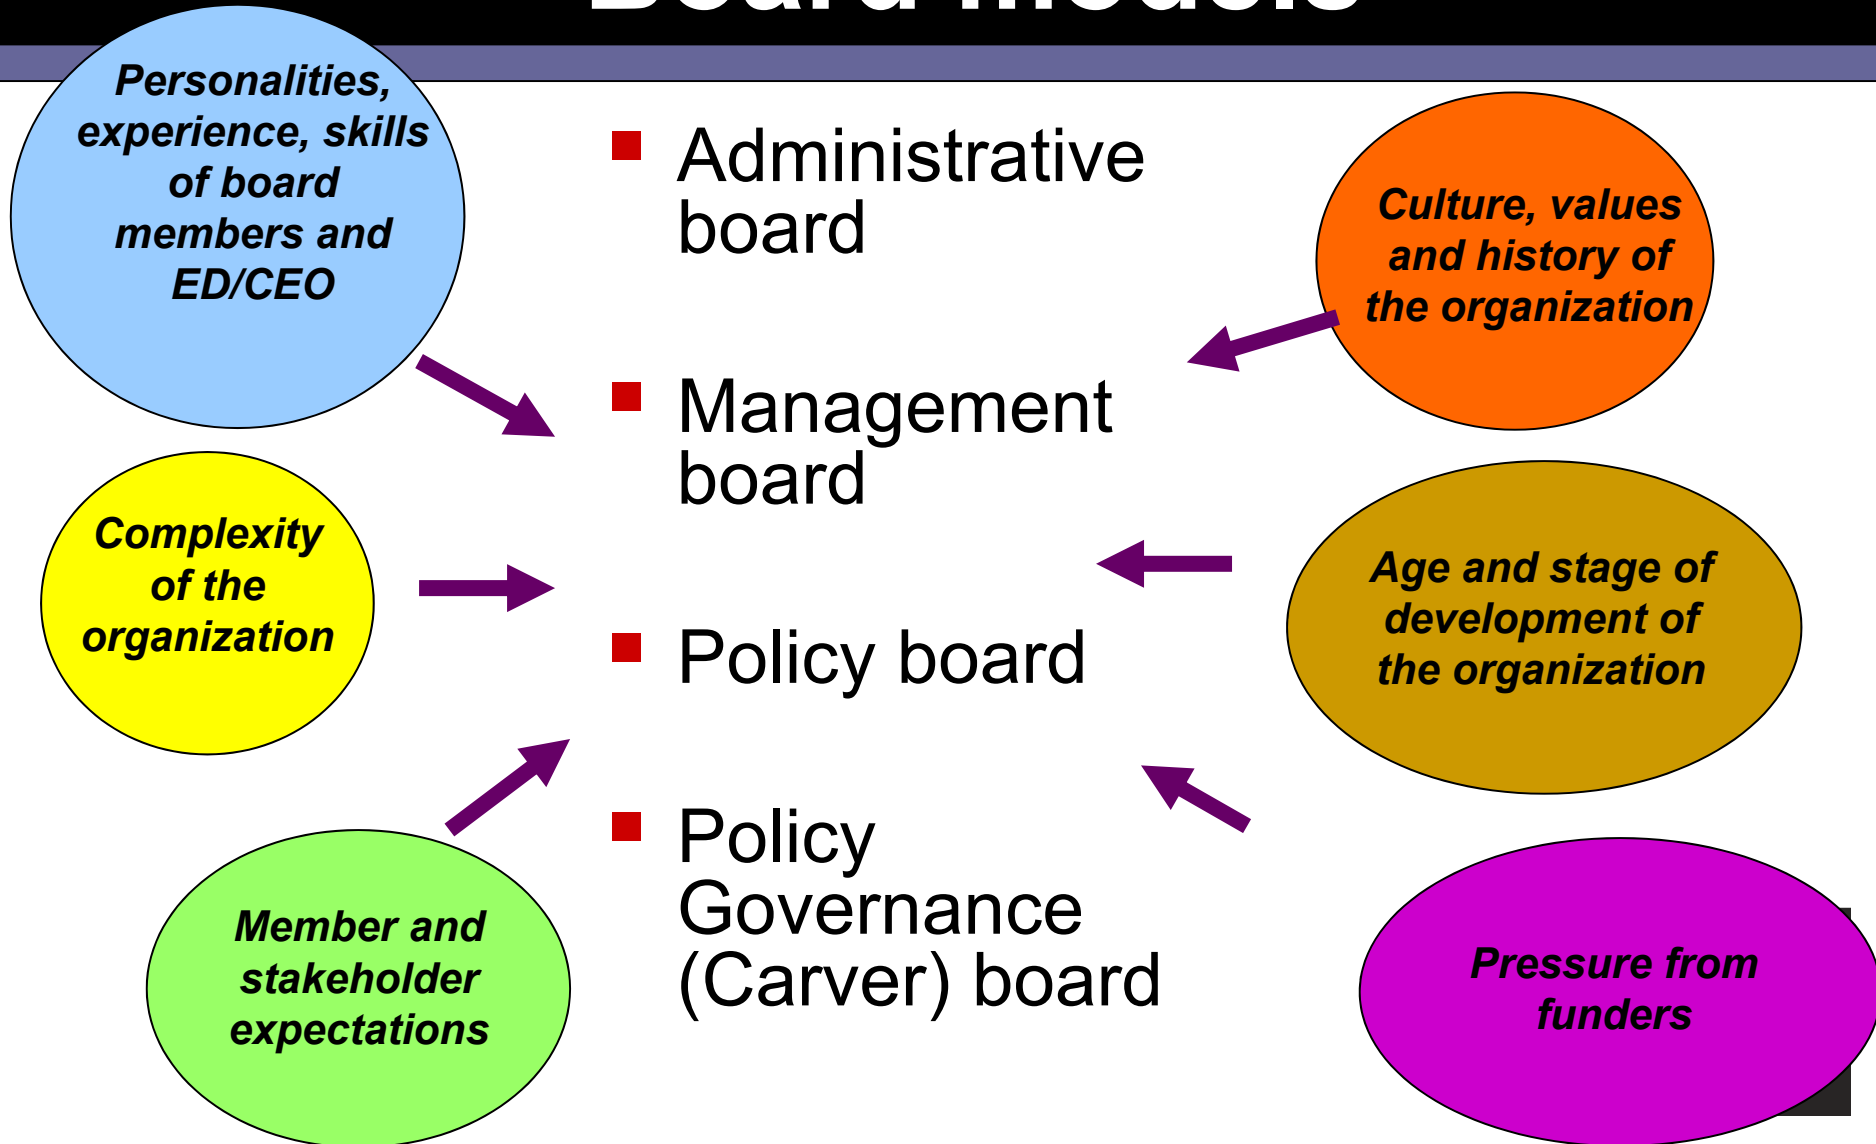 Board models
Personalities,
experience, skills
of board
members and
ED/CEO
Complexity
of the
organization
Member and
stakeholder
expectations
Administrative
board
Management
board
Policy board
Policy
Governance
(Carver) board
Culture, values
and history of
the organization
Age and stage of
development of
the organization
Pressure from
funders